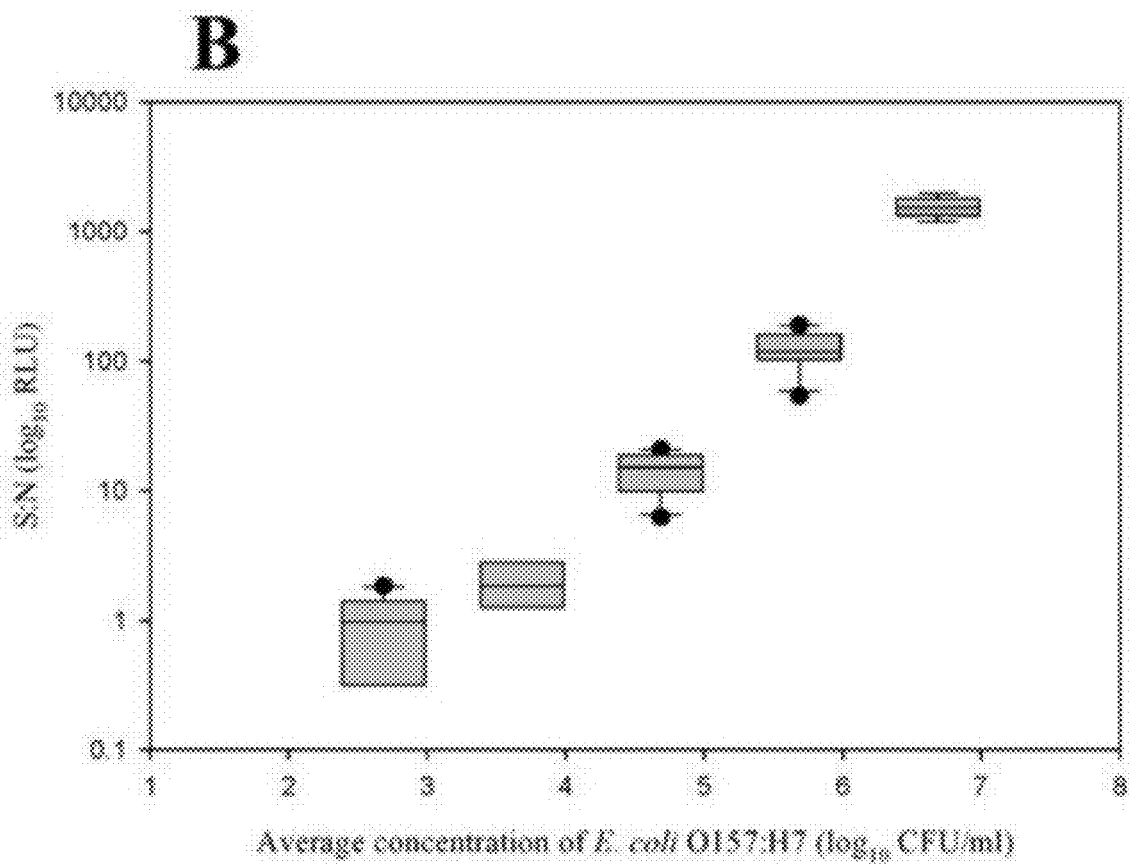 B
10000
1000
100
10
1
0.1
S:N (log10 RLU)
1 2 3 4 5 6 7 8
Average concentration of E. coli O157:H7 (log10 CFU/ml)